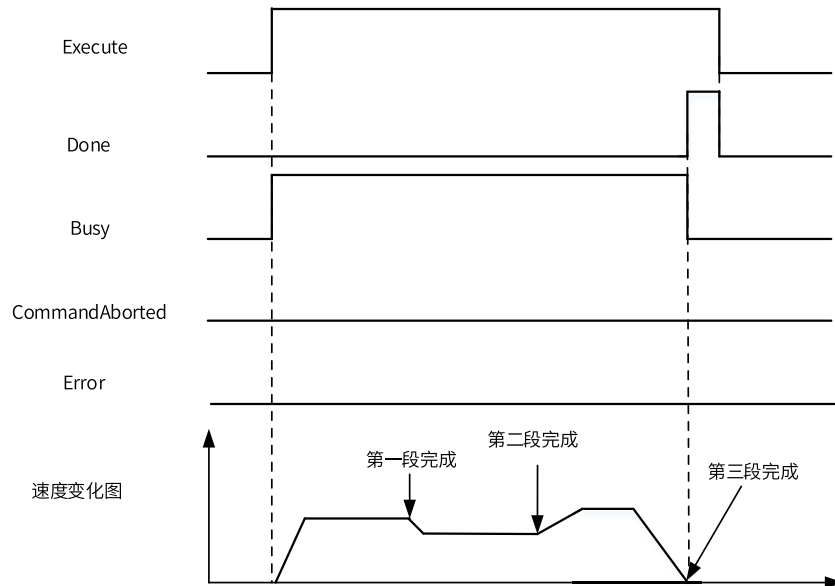 Execute
Done
Busy
CommandAborted
Error
第一段完成
第二段完成
第三段完成
速度变化图